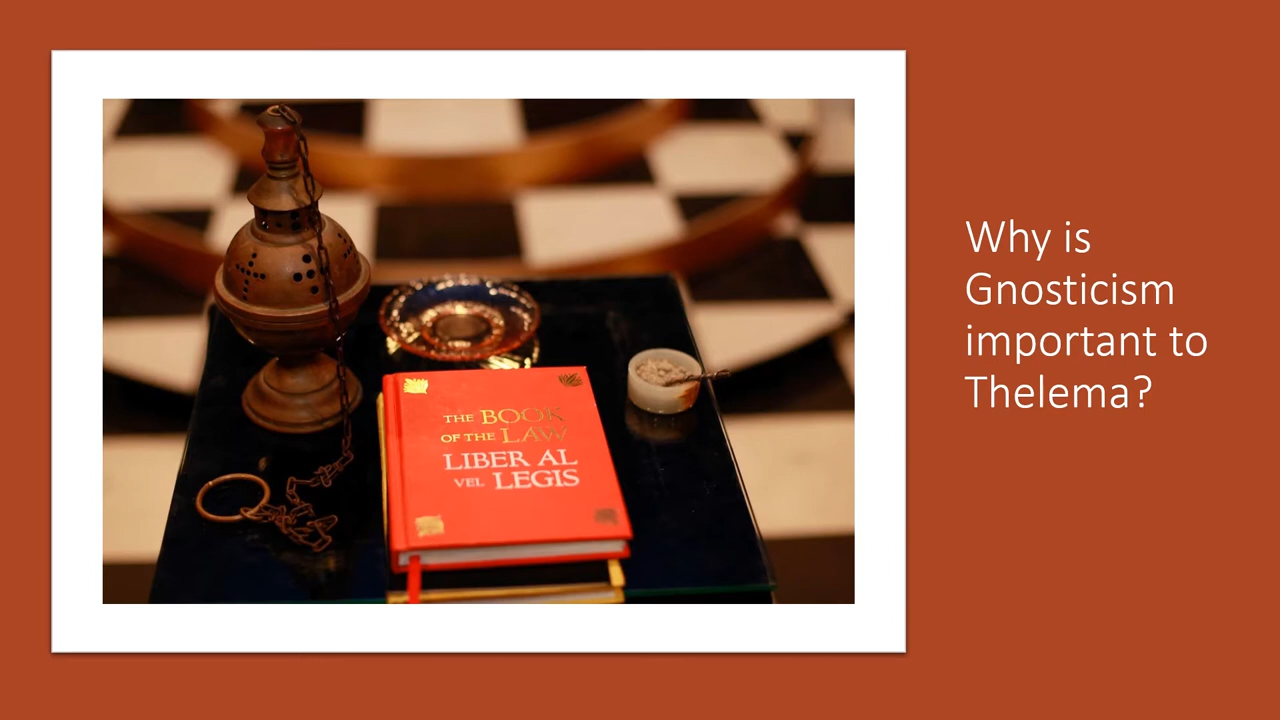 THE BOOK
OF THE LAW
LIBER AL
VEL LEGIS
Why is
Gnosticism
important to
Thelema?